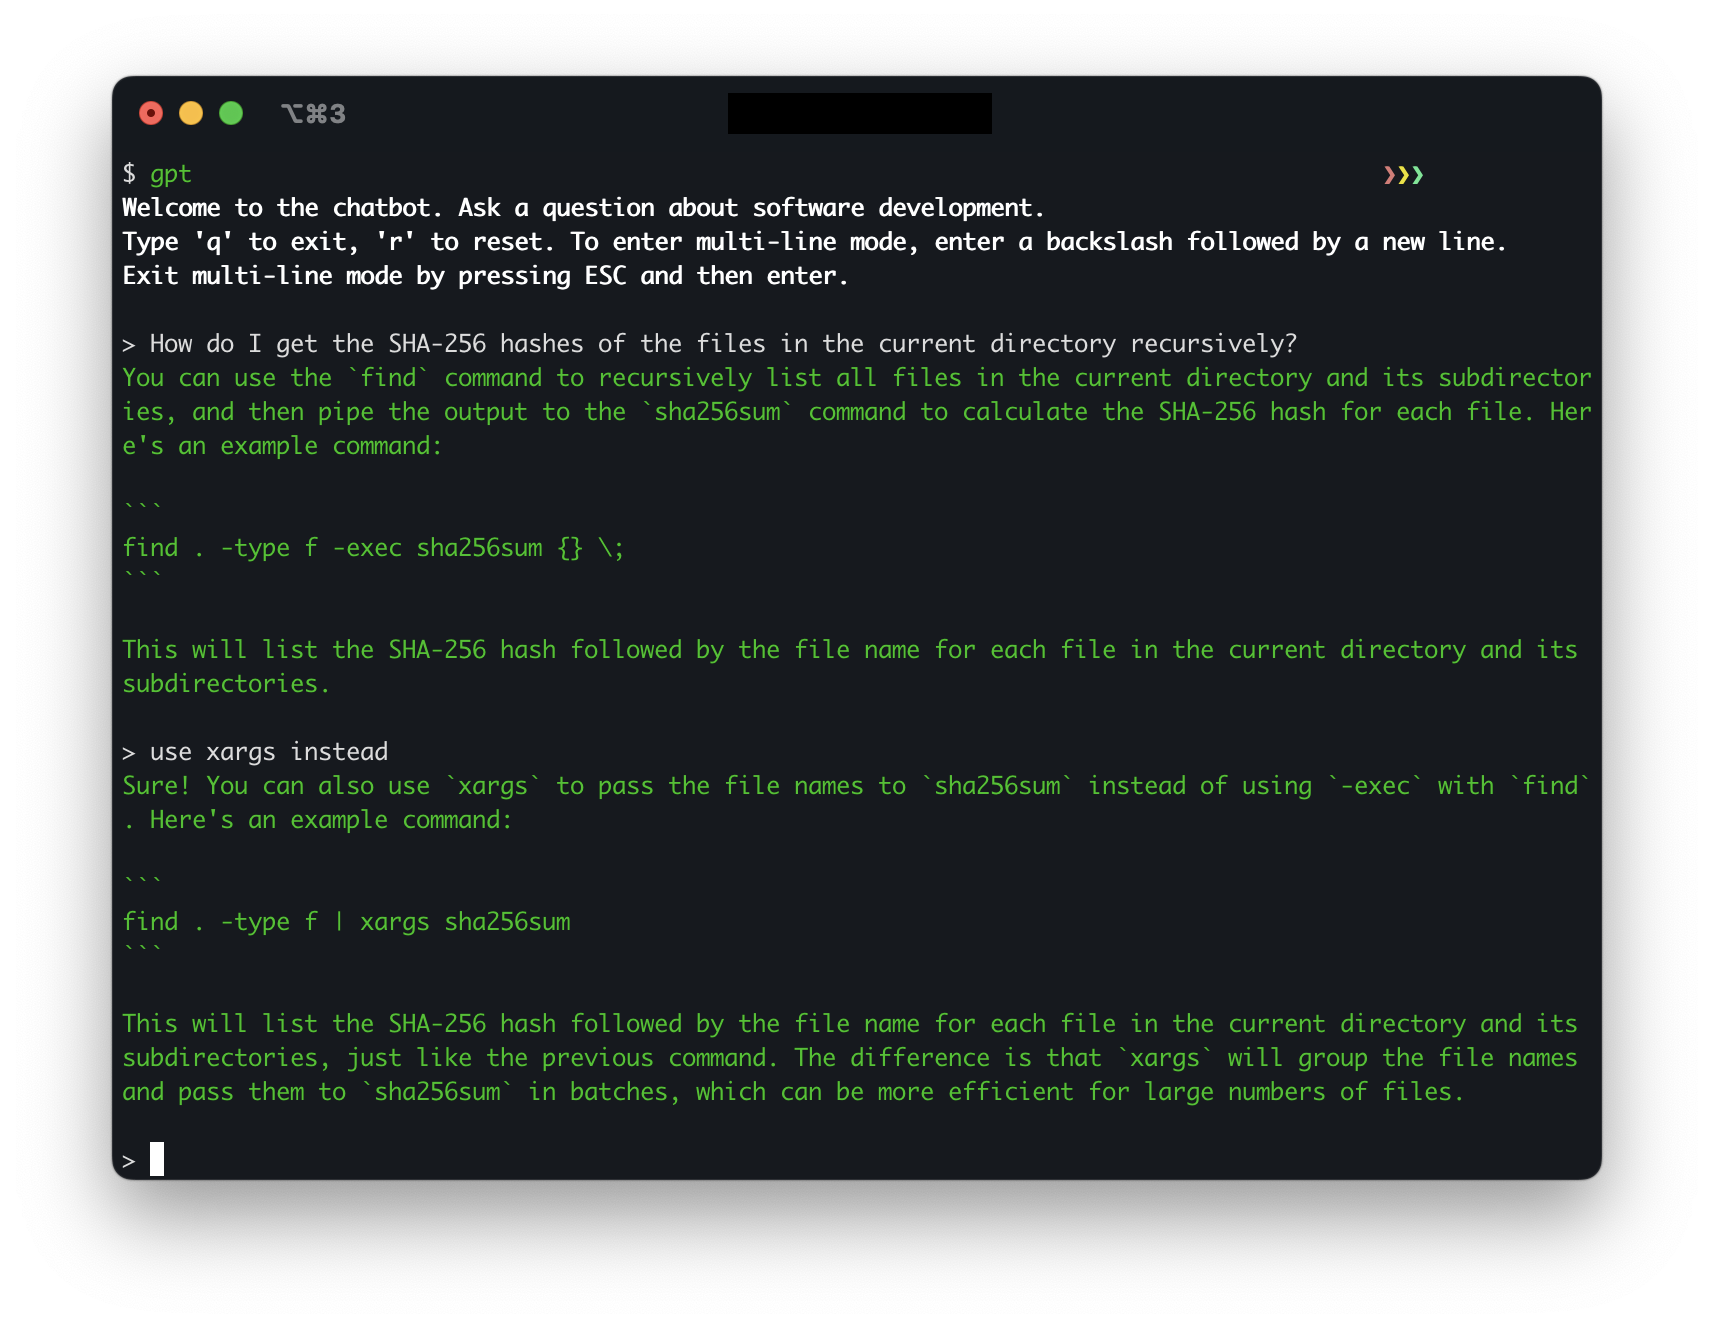 ⌥⌘3
$ gpt ❯❯❯
Welcome to the chatbot. Ask a question about software development.
Type 'q' to exit, 'r' to reset. To enter multi-line mode, enter a backslash followed by a new line.
Exit multi-line mode by pressing ESC and then enter.
> How do I get the SHA-256 hashes of the files in the current directory recursively?
You can use the `find` command to recursively list all files in the current directory and its subdirector
ies, and then pipe the output to the `sha256sum` command to calculate the SHA-256 hash for each file. Her
e's an example command:
```
find . -type f -exec sha256sum {} \;
```
This will list the SHA-256 hash followed by the file name for each file in the current directory and its
subdirectories.
> use xargs instead
Sure! You can also use `xargs` to pass the file names to `sha256sum` instead of using `-exec` with `find`
. Here's an example command:
```
find . -type f | xargs sha256sum
```
This will list the SHA-256 hash followed by the file name for each file in the current directory and its
subdirectories, just like the previous command. The difference is that `xargs` will group the file names
and pass them to `sha256sum` in batches, which can be more efficient for large numbers of files.
>